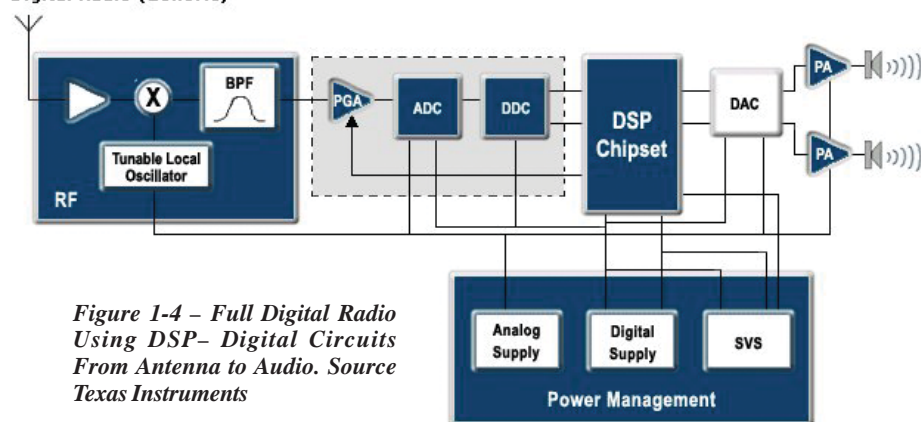 BPF
X
Tunable Local
Oscillator
RF
PGA
ADC
DDC
DSP
Chipset
DAC
PA
PA
Figure 1-4 – Full Digital Radio
Using DSP– Digital Circuits
From Antenna to Audio. Source
Texas Instruments
Analog
Supply
Digital
Supply
SVS
Power Management